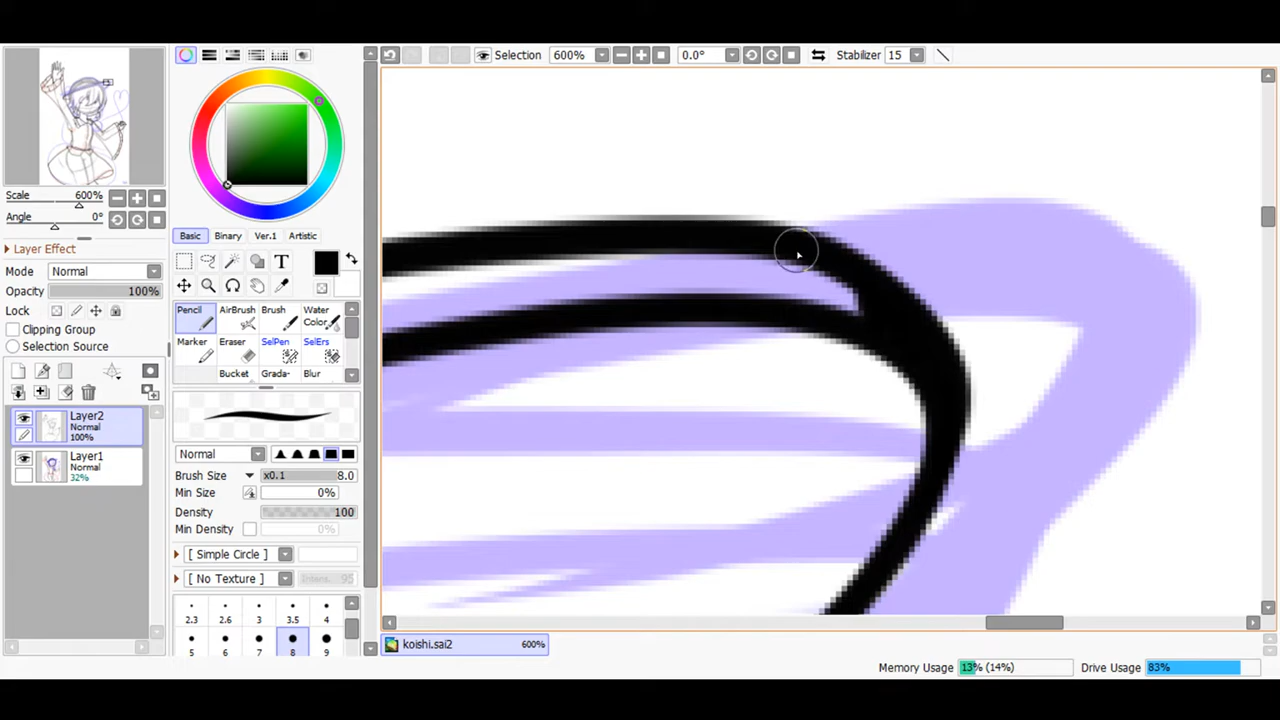 Selection 600% 0.0° Stabilizer 15
Scale 600%
Angle 0°
Layer Effect
Mode Normal
Opacity 100%
Lock
Clipping Group
Selection Source
Layer2
Normal
100%
Layer1
Normal
32%
Basic Binary Ver.1 Artistic
T
Pencil AirBrush Brush Water Color
Marker Eraser SelPen SelErs
Bucket Grada- Blur
Normal
Brush Size x0.1 8.0
Min Size 0%
Density 100
Min Density 0%
[ Simple Circle ]
[ No Texture ] Intens. 95
2.3 2.6 3 3.5 4
5 6 7 8 9
koishi.sai2 600%
Memory Usage 13% (14%) Drive Usage 83%